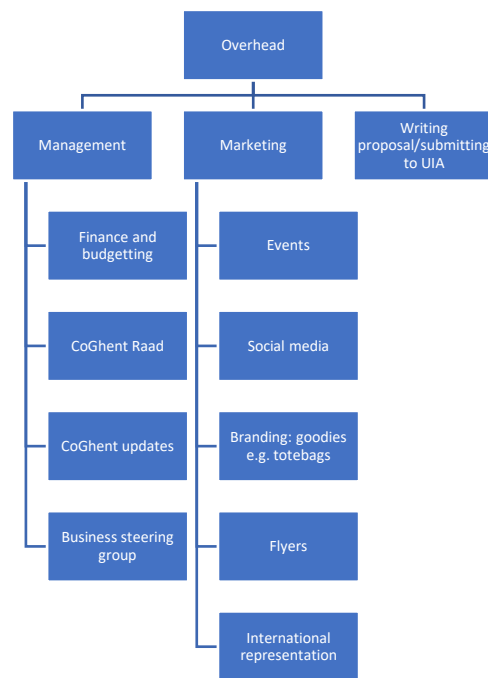 Overhead
Management
Marketing
Writing
proposal/submitting
to UIA
Finance and
budgetting
Events
CoGhent Raad
Social media
CoGhent updates
Branding: goodies
e.g. totebags
Business steering
group
Flyers
International
representation